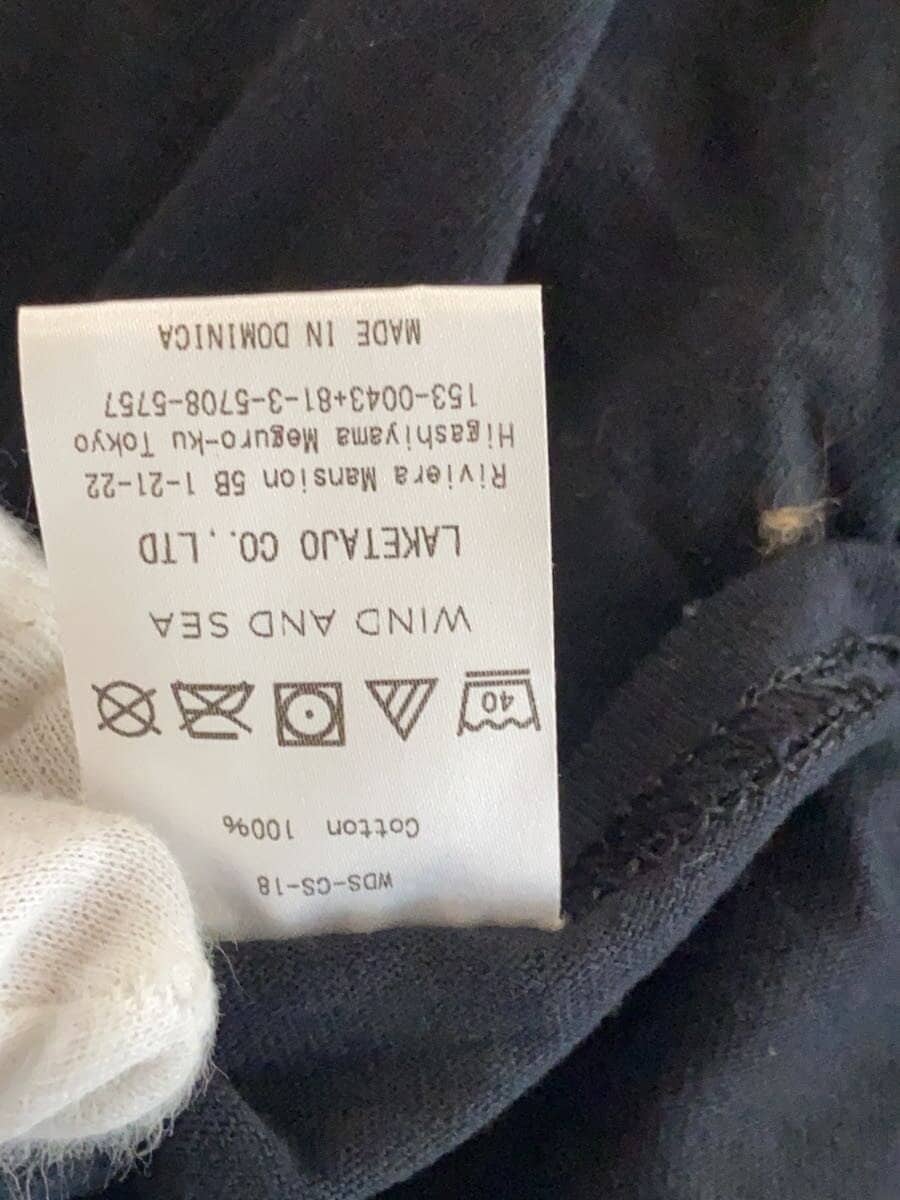 WDS-CS-18
Cotton 100%
40
WIND AND SEA
LAKETAJO CO.,LTD
Riviera Mansion 5B 1-21-22
Higashiyama Meguro-ku Tokyo
153-0043+81-3-5708-5757
MADE IN DOMINICA